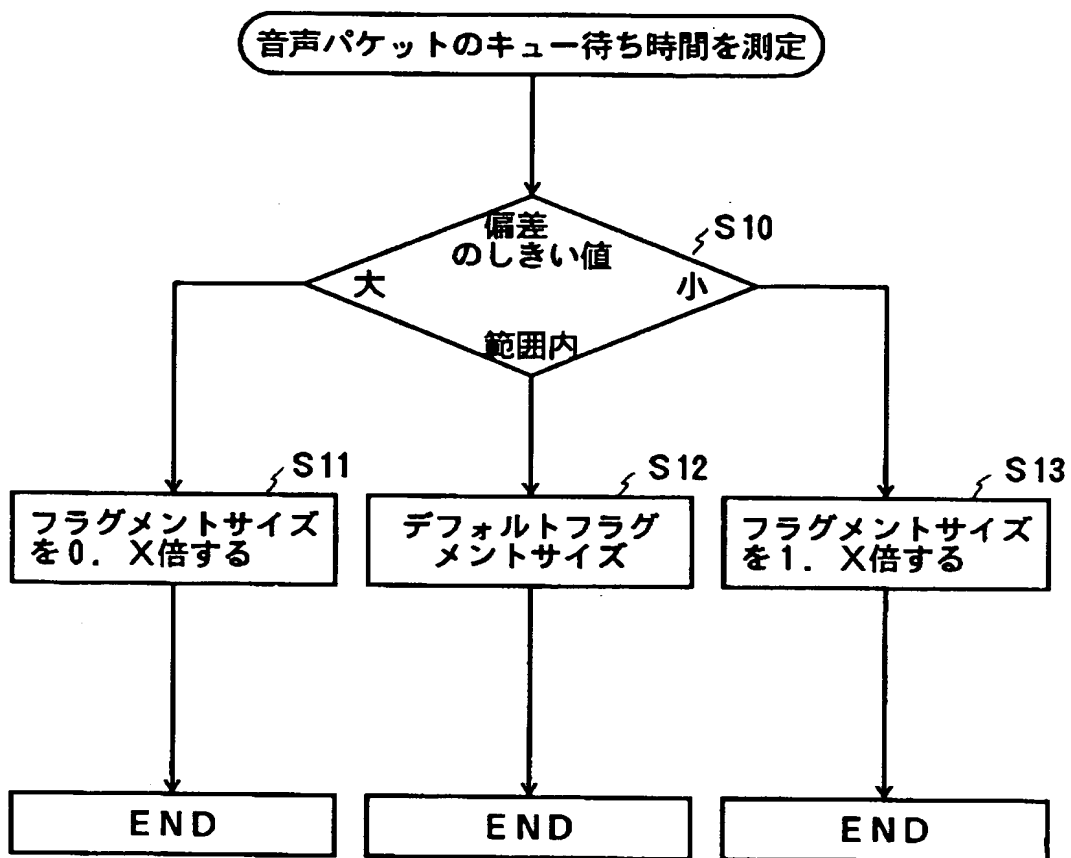 音声パケットのキュー待ち時間を測定
偏差
のしきい値
S10
大
小
範囲内
S11
フラグメントサイズ
を0．X倍する
S12
デフォルトフラグ
メントサイズ
S13
フラグメントサイズ
を1．X倍する
END
END
END